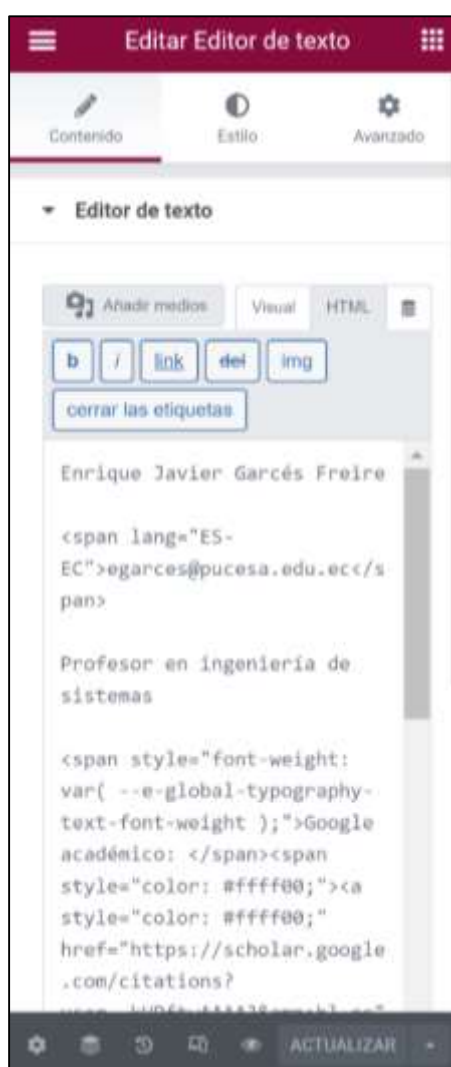 Editar Editor de texto
Contenido Estilo Avanzado
Editor de texto
Añadir medios Visual HTML
b i link del img
cerrar las etiquetas
Enrique Javier Garcés Freire
<span lang="ES-
EC">egarces@pucesa.edu.ec</s
pan>
Profesor en ingeniería de
sistemas
<span style="font-weight:
var( --e-global-typography-
text-font-weight );">Google
académico: </span><span
style="color: #ffff00;"><a
style="color: #ffff00;"
href="https://scholar.google
.com/citations?
ACTUALIZAR